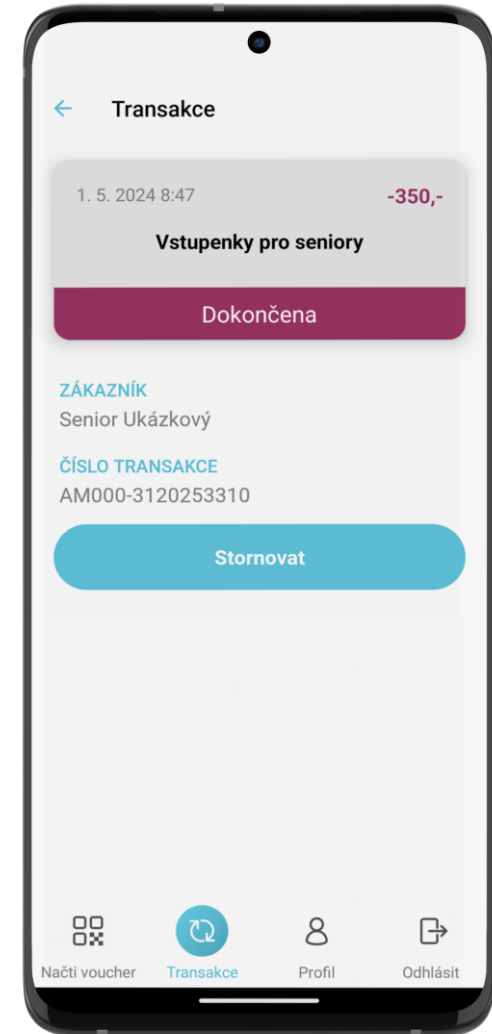 Transakce
1. 5. 2024 8:47 -350,-
Vstupenky pro seniory
Dokončena
ZÁKAZNÍK
Senior Ukázkový
ČÍSLO TRANSAKCE
AM000-3120253310
Stornovat
Načti voucher Transakce Profil Odhlásit